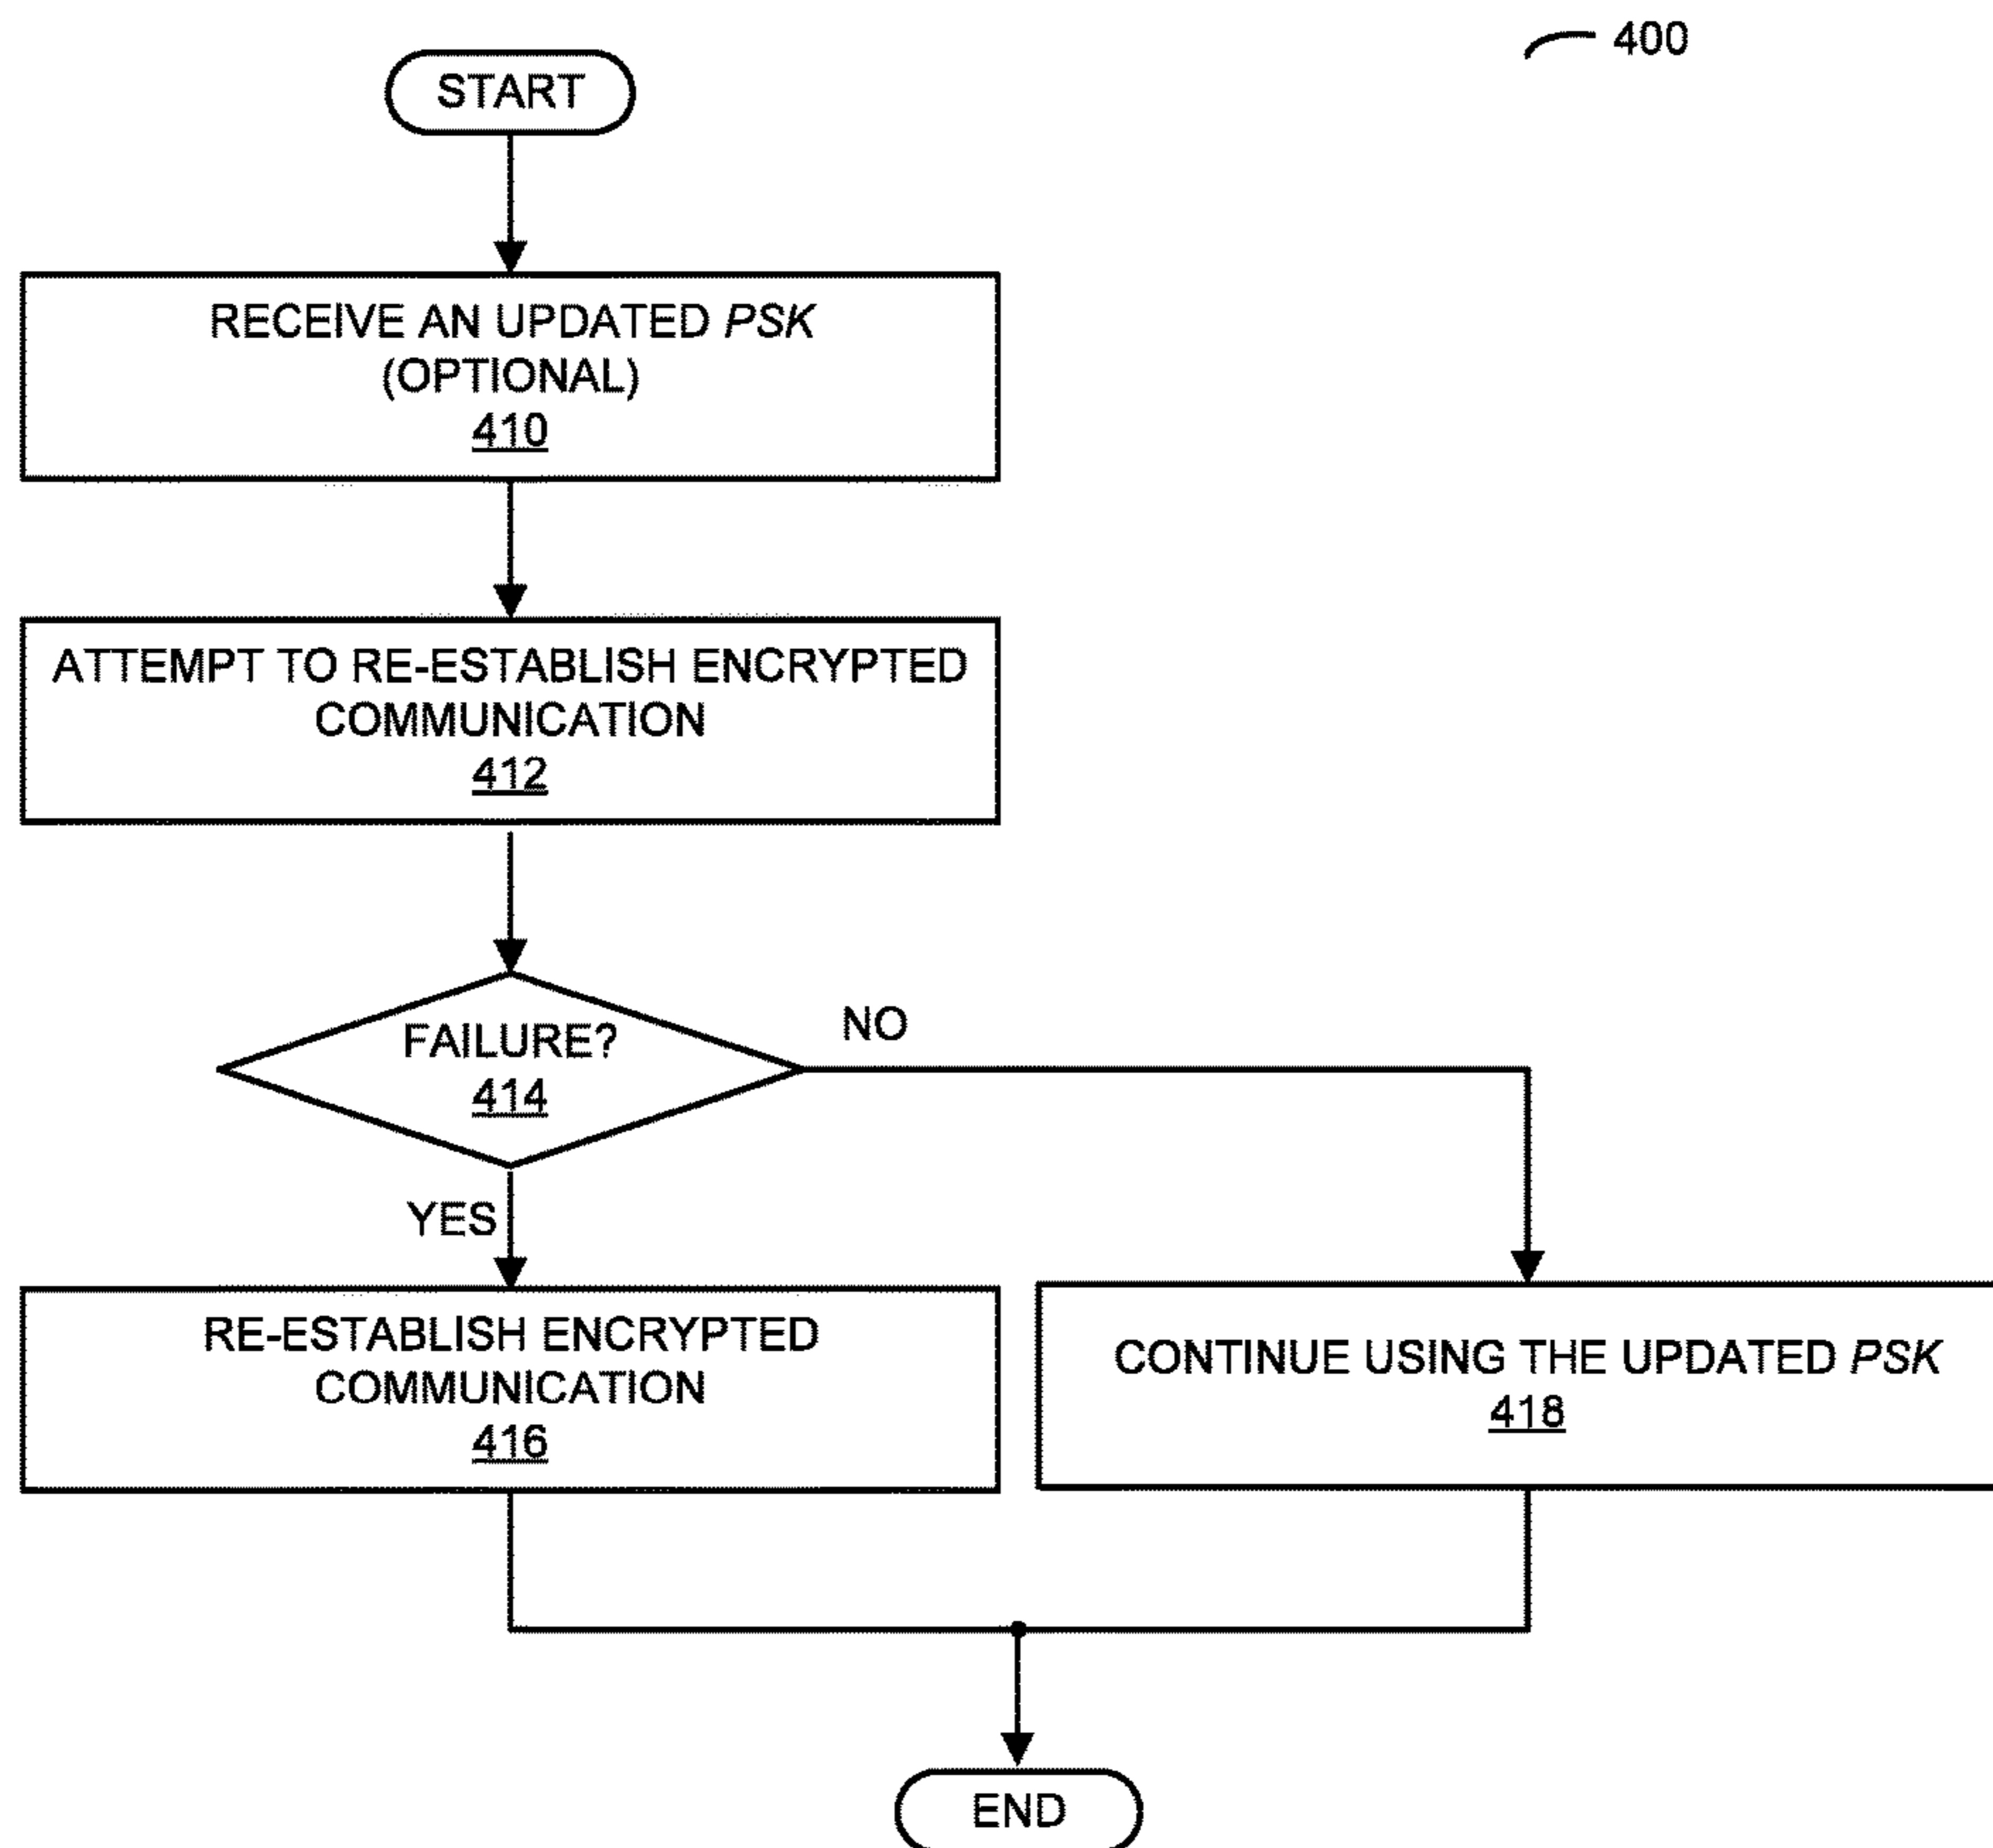 400
START
RECEIVE AN UPDATED PSK
(OPTIONAL)
410
ATTEMPT TO RE-ESTABLISH ENCRYPTED
COMMUNICATION
412
FAILURE?
414
NO
YES
RE-ESTABLISH ENCRYPTED
COMMUNICATION
416
CONTINUE USING THE UPDATED PSK
418
END